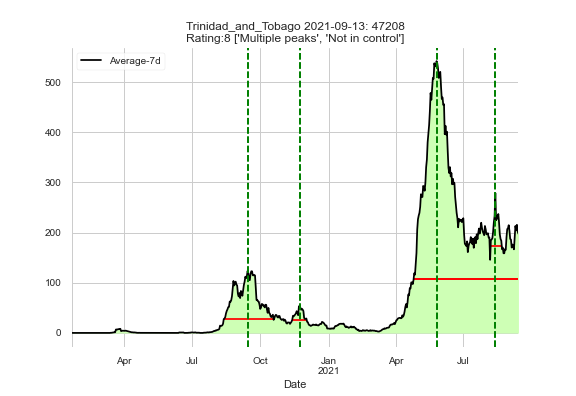 Trinidad_and_Tobago 2021-09-13: 47208
Rating:8 ['Multiple peaks', 'Not in control']
Average-7d
500
400
300
200
100
0
Apr Jul Oct Jan Apr Jul
2021
Date